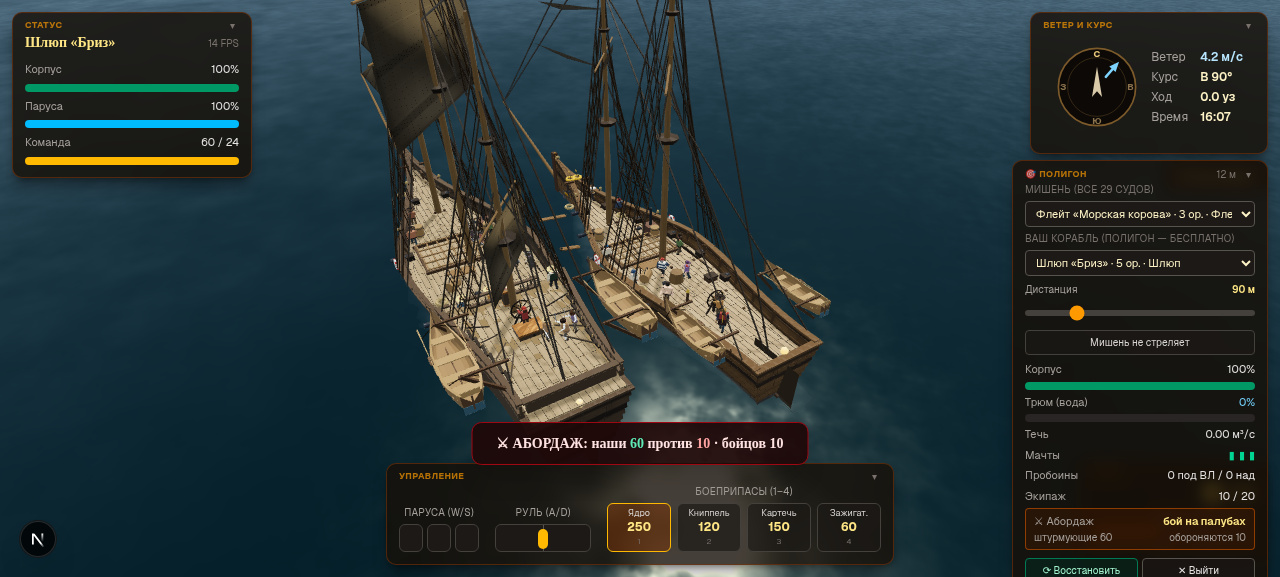 СТАТУС
Шлюп «Бриз» 14 FPS
Корпус 100%
Паруса 100%
Команда 60 / 24
ВЕТЕР И КУРС
С
В
Ю
З
Ветер 4.2 м/с
Курс В 90°
Ход 0.0 уз
Время 16:07
🎯 ПОЛИГОН 12 м
МИШЕНЬ (ВСЕ 29 СУДОВ)
Флейт «Морская корова» · 3 ор. · Фле
ВАШ КОРАБЛЬ (ПОЛИГОН — БЕСПЛАТНО)
Шлюп «Бриз» · 5 ор. · Шлюп
Дистанция 90 м
Мишень не стреляет
Корпус 100%
Трюм (вода) 0%
Течь 0.00 м³/с
Мачты
Пробоины 0 под ВЛ / 0 над
Экипаж 10 / 20
⚔ Абордаж бой на палубах
штурмующие 60 обороняются 10
⟳ Восстановить ✕ Выйти
⚔ АБОРДАЖ: наши 60 против 10 · бойцов 10
УПРАВЛЕНИЕ
ПАРУСА (W/S)
РУЛЬ (A/D)
БОЕПРИПАСЫ (1–4)
Ядро 250 1
Книппель 120 2
Картечь 150 3
Зажигат. 60 4
N